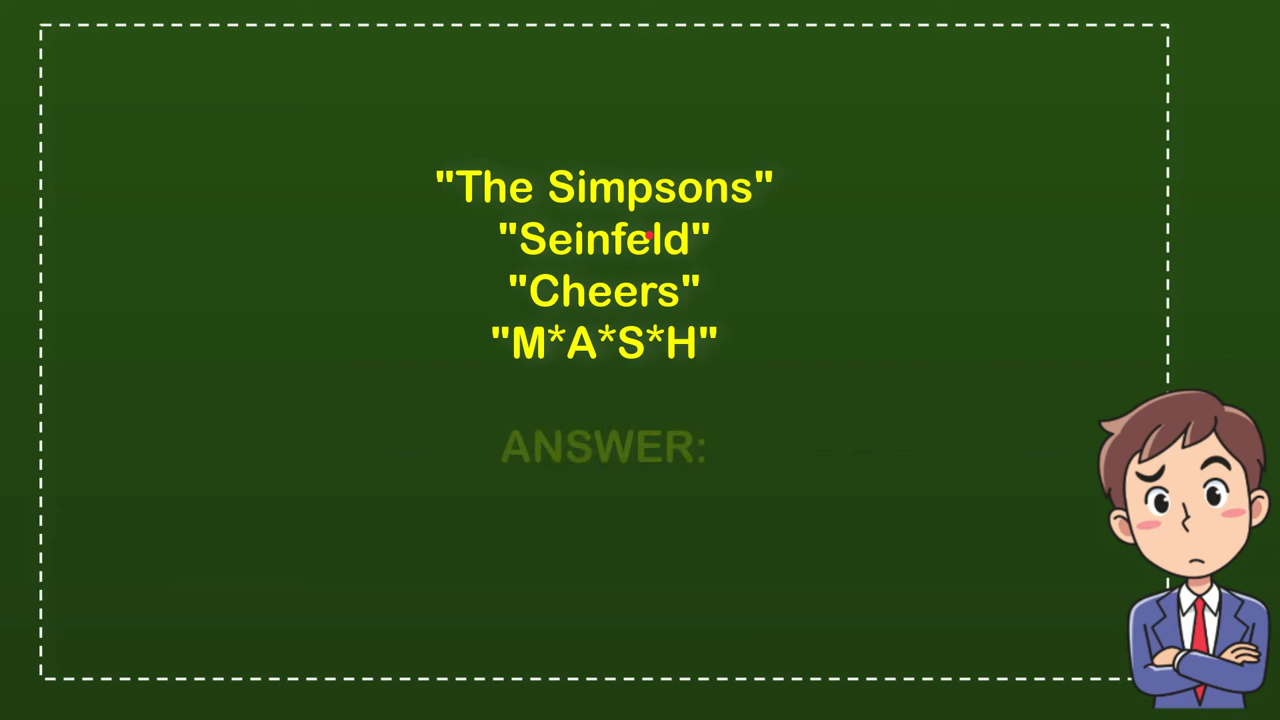 "The Simpsons"
"Seinfeld"
"Cheers"
"M*A*S*H"
ANSWER: